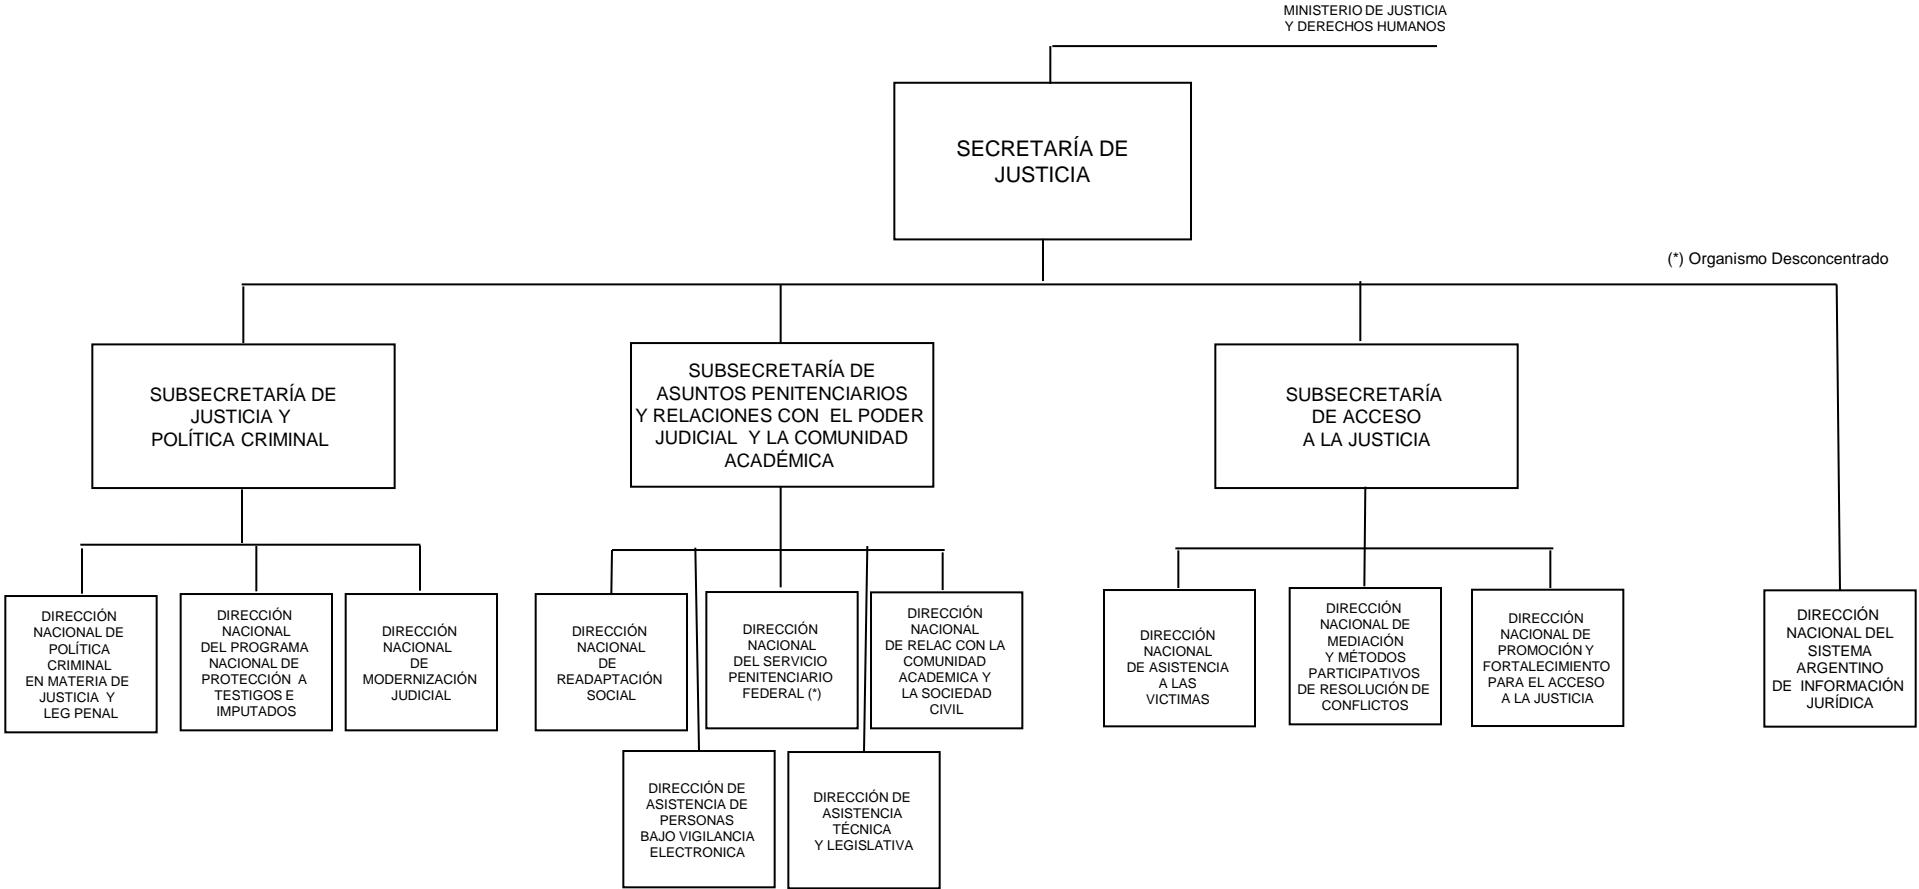 MINISTERIO DE JUSTICIA
Y DERECHOS HUMANOS
SECRETARÍA DE
JUSTICIA
(*) Organismo Desconcentrado
SUBSECRETARÍA DE
JUSTICIA Y
POLÍTICA CRIMINAL
SUBSECRETARÍA DE
ASUNTOS PENITENCIARIOS
Y RELACIONES CON EL PODER
JUDICIAL Y LA COMUNIDAD
ACADÉMICA
SUBSECRETARÍA
DE ACCESO
A LA JUSTICIA
DIRECCIÓN
NACIONAL DE
POLÍTICA
CRIMINAL
EN MATERIA DE
JUSTICIA Y
LEG PENAL
DIRECCIÓN
NACIONAL
DEL PROGRAMA
NACIONAL DE
PROTECCIÓN A
TESTIGOS E
IMPUTADOS
DIRECCIÓN
NACIONAL
DE
MODERNIZACIÓN
JUDICIAL
DIRECCIÓN
NACIONAL
DE
READAPTACIÓN
SOCIAL
DIRECCIÓN
NACIONAL
DEL SERVICIO
PENITENCIARIO
FEDERAL (*)
DIRECCIÓN
NACIONAL
DE RELAC CON LA
COMUNIDAD
ACADEMICA Y
LA SOCIEDAD
CIVIL
DIRECCIÓN
NACIONAL
DE ASISTENCIA
A LAS
VICTIMAS
DIRECCIÓN
NACIONAL DE
MEDIACIÓN
Y MÉTODOS
PARTICIPATIVOS
DE RESOLUCIÓN DE
CONFLICTOS
DIRECCIÓN
NACIONAL DE
PROMOCIÓN Y
FORTALECIMIENTO
PARA EL ACCESO
A LA JUSTICIA
DIRECCIÓN
NACIONAL DEL
SISTEMA
ARGENTINO
DE INFORMACIÓN
JURÍDICA
DIRECCIÓN DE
ASISTENCIA DE
PERSONAS
BAJO VIGILANCIA
ELECTRONICA
DIRECCIÓN DE
ASISTENCIA
TÉCNICA
Y LEGISLATIVA